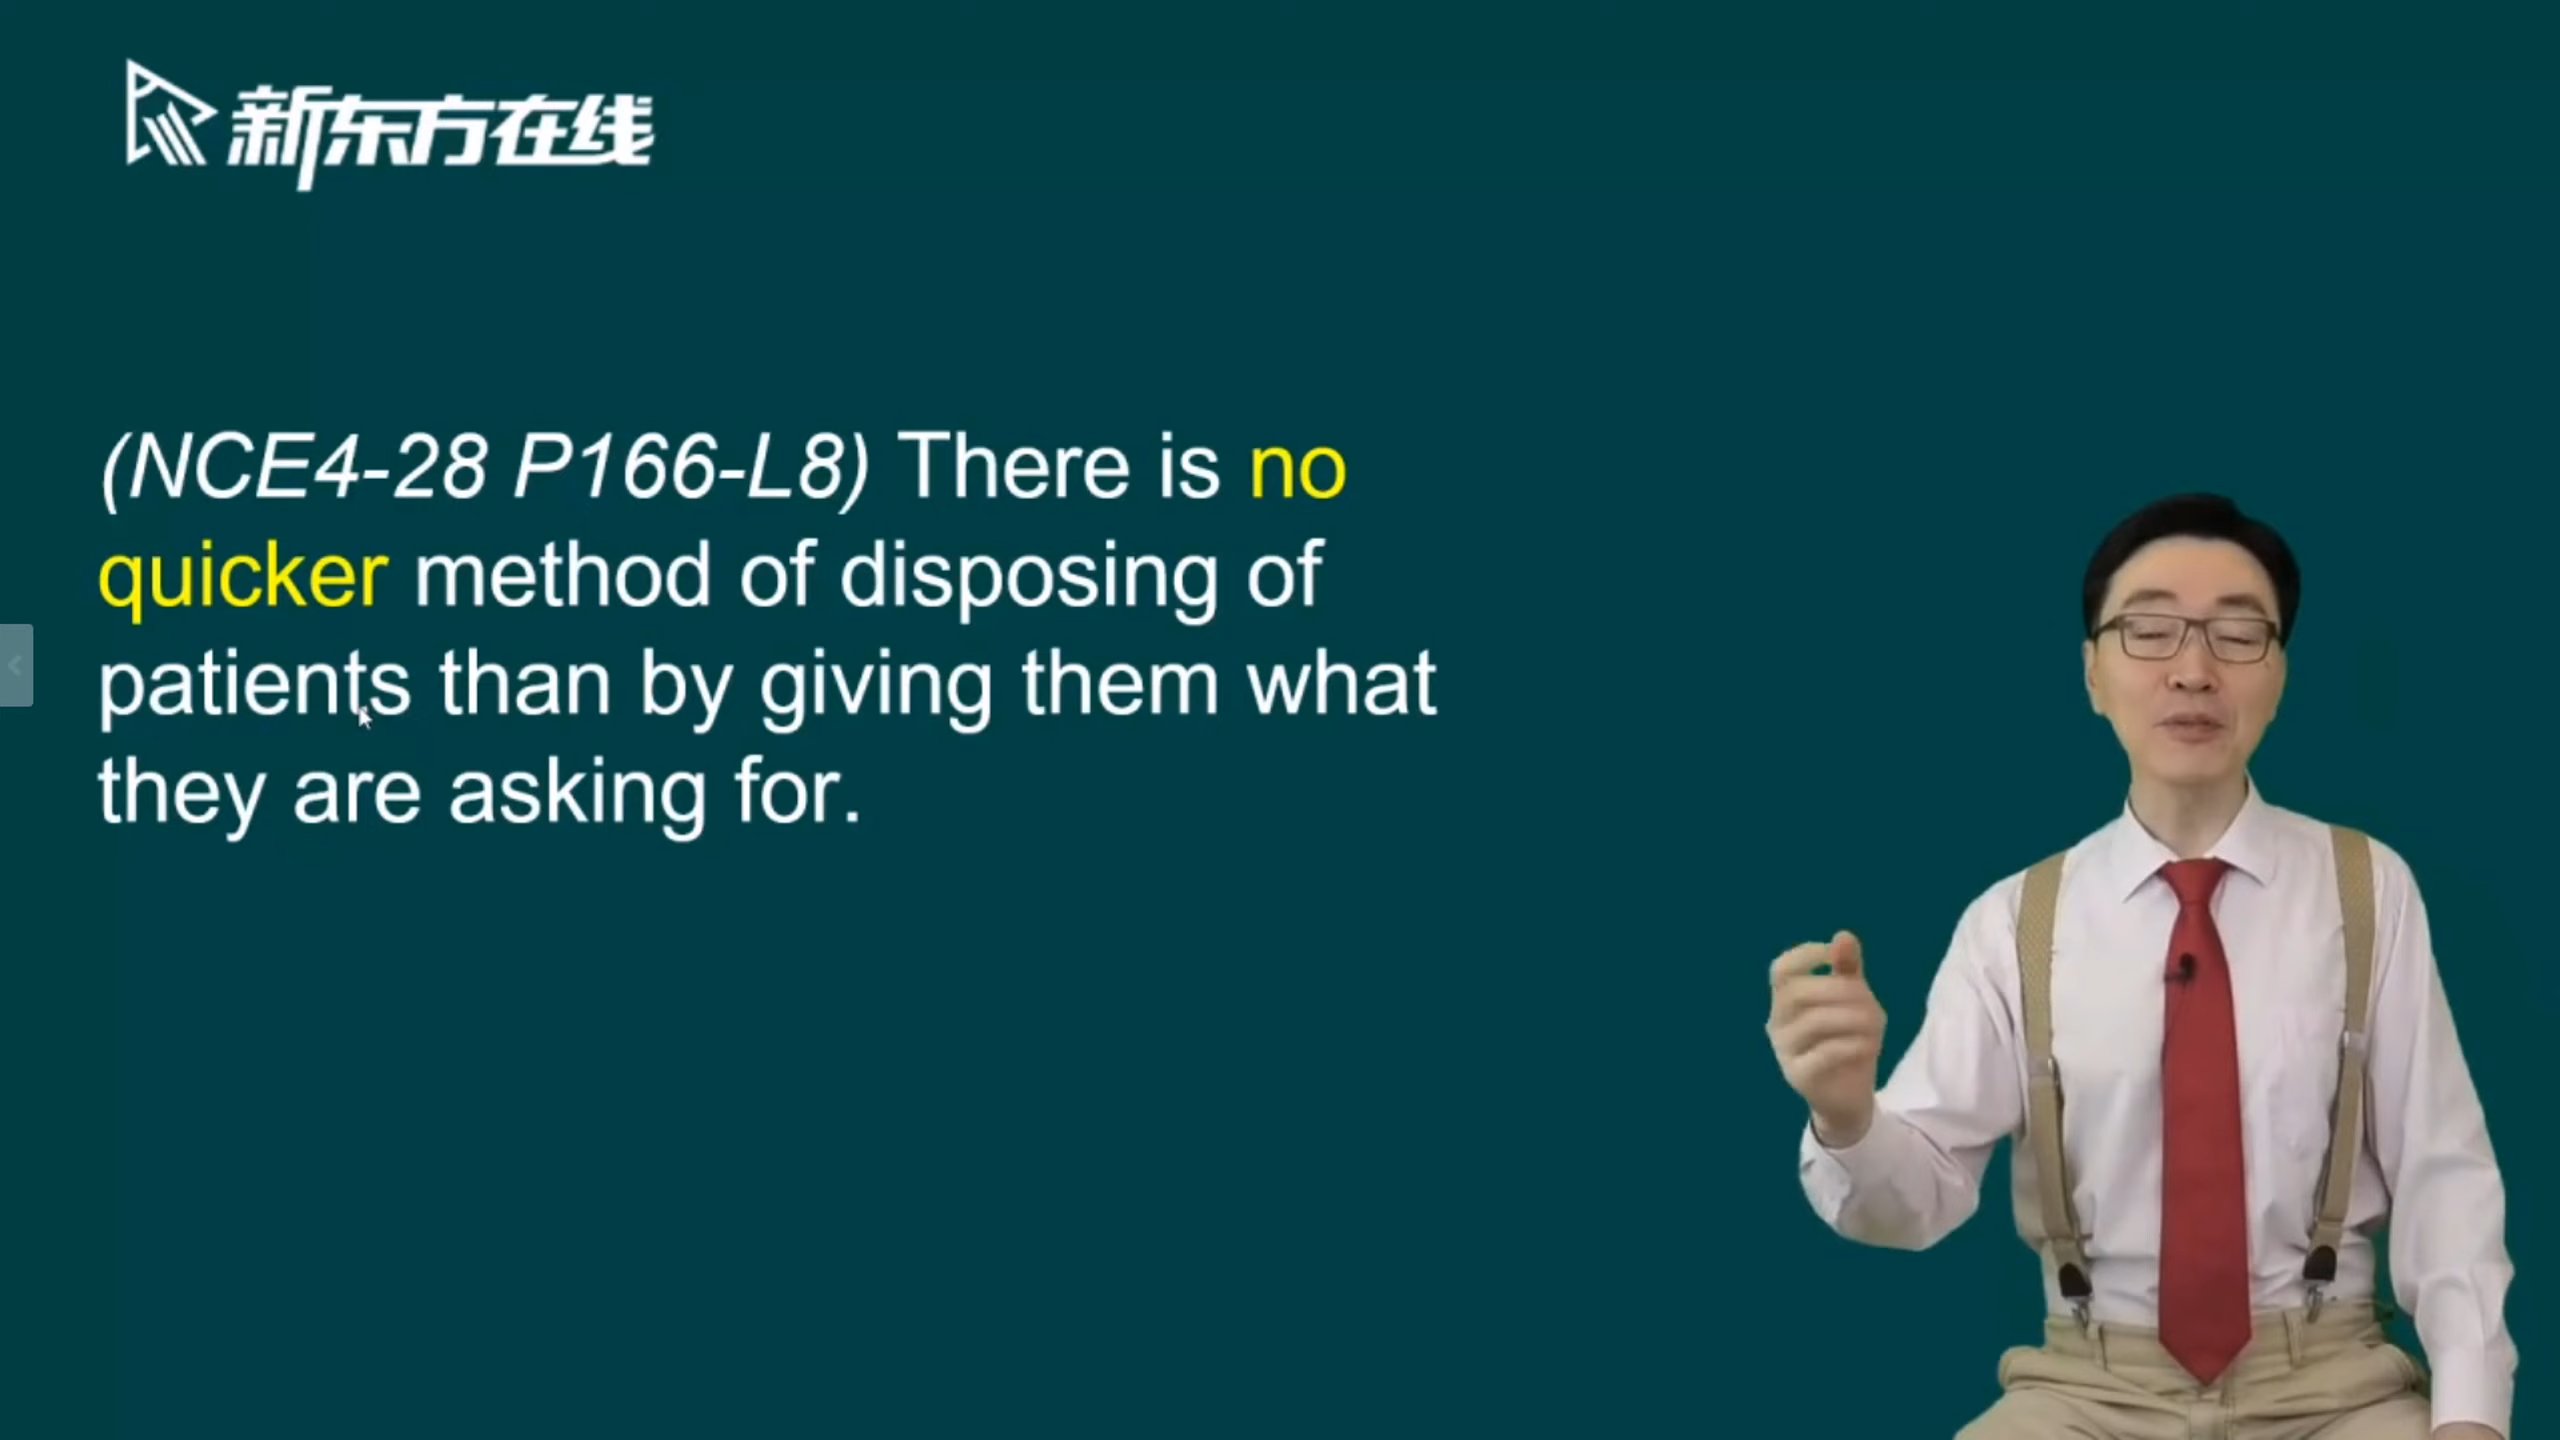 新东方在线
(NCE4-28 P166-L8) There is no
quicker method of disposing of
patients than by giving them what
they are asking for.